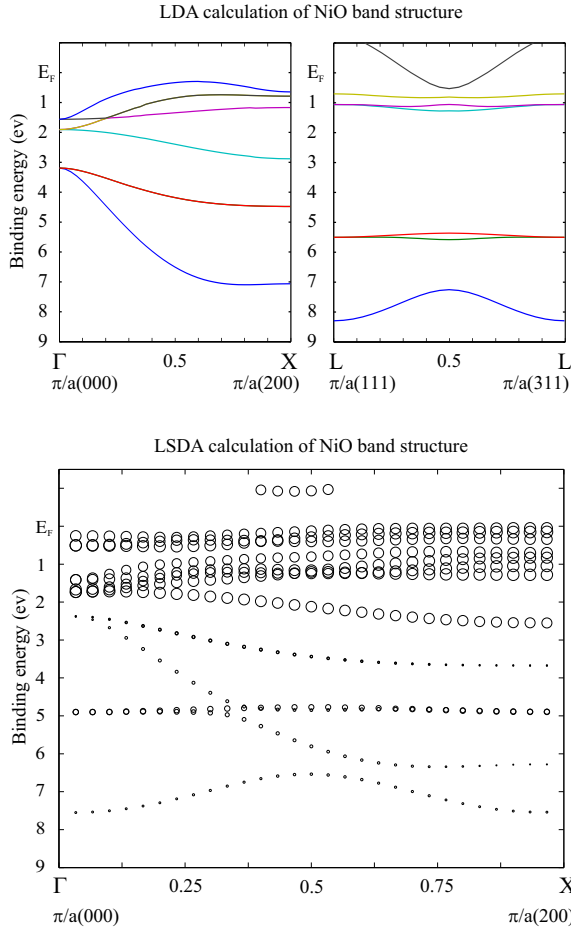 LDA calculation of NiO band structure
Binding energy (ev)
E_F
1
2
3
4
5
6
7
8
9
Γ 0.5 X
π/a(000) π/a(200)
E_F
1
2
3
4
5
6
7
8
9
L 0.5 L
π/a(111) π/a(311)
LSDA calculation of NiO band structure
Binding energy (ev)
E_F
1
2
3
4
5
6
7
8
9
Γ 0.25 0.5 0.75 X
π/a(000) π/a(200)